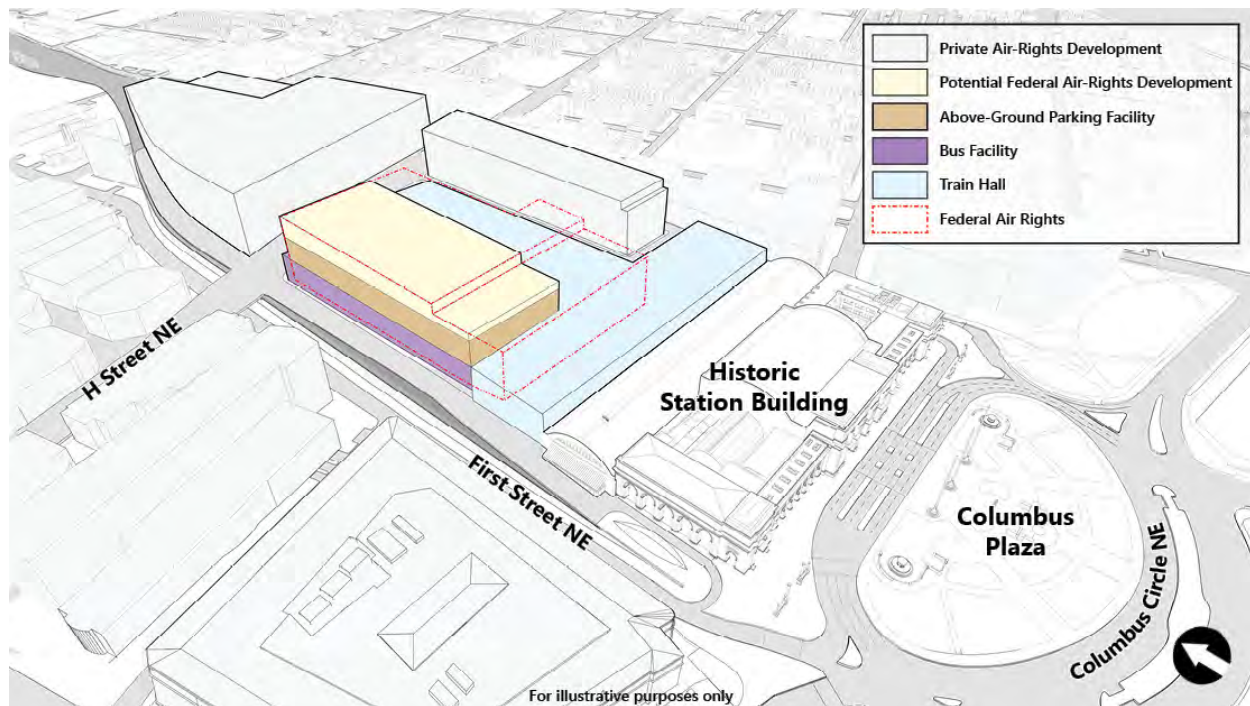 Private Air-Rights Development
Potential Federal Air-Rights Development
Above-Ground Parking Facility
Bus Facility
Train Hall
Federal Air Rights
H Street NE
Historic
Station Building
First Street NE
Columbus
Plaza
Columbus Circle NE
For illustrative purposes only